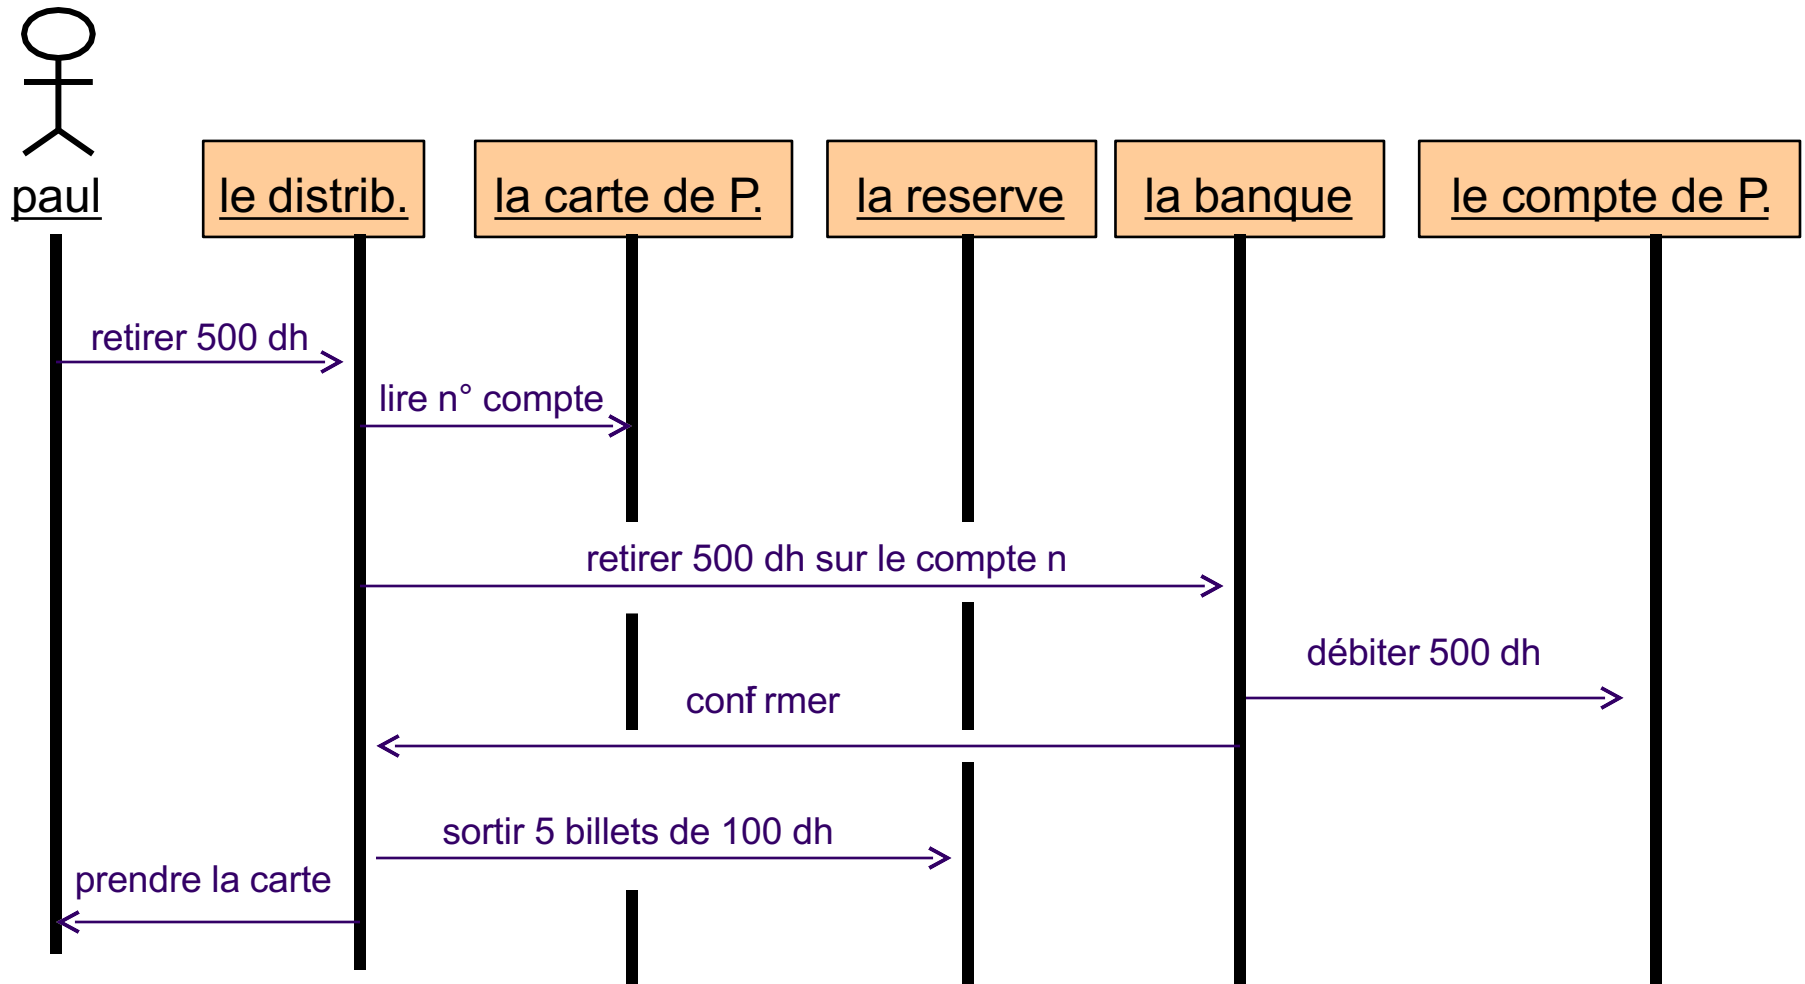 paul
le distrib.
la carte de P.
la reserve
la banque
le compte de P.
retirer 500 dh
lire n° compte
retirer 500 dh sur le compte n
débiter 500 dh
conf rmer
sortir 5 billets de 100 dh
prendre la carte